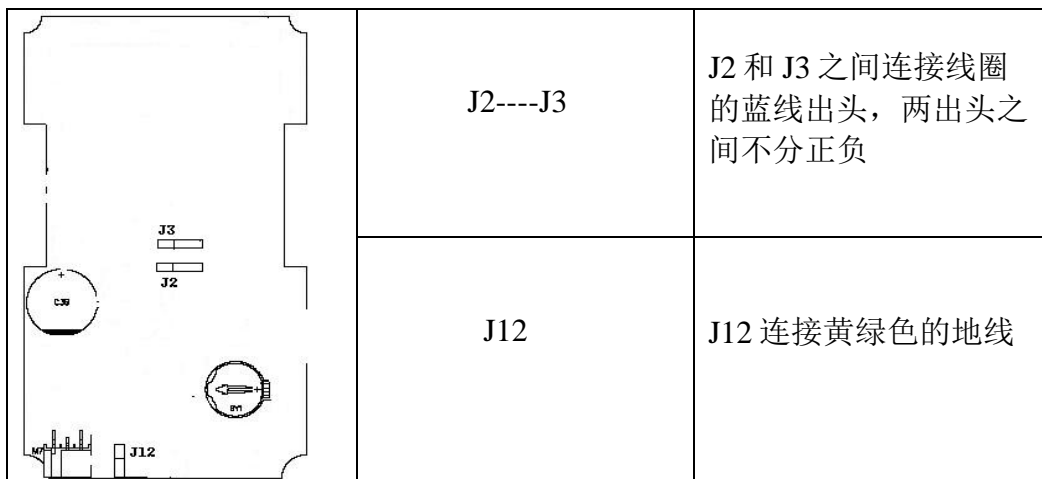 J3
J2
C39
BY1
M7
J12
J2----J3
J2 和 J3 之间连接线圈
的蓝线出头，两出头之
间不分正负
J12
J12 连接黄绿色的地线